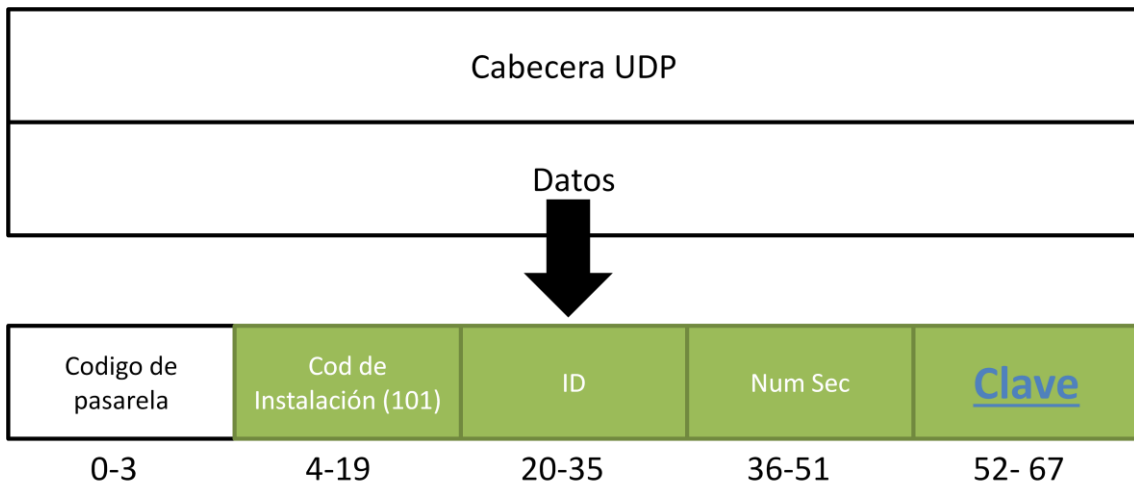 Cabecera UDP
Datos
Codigo de
pasarela
Cod de
Instalación (101)
ID
Num Sec
Clave
0-3
4-19
20-35
36-51
52- 67